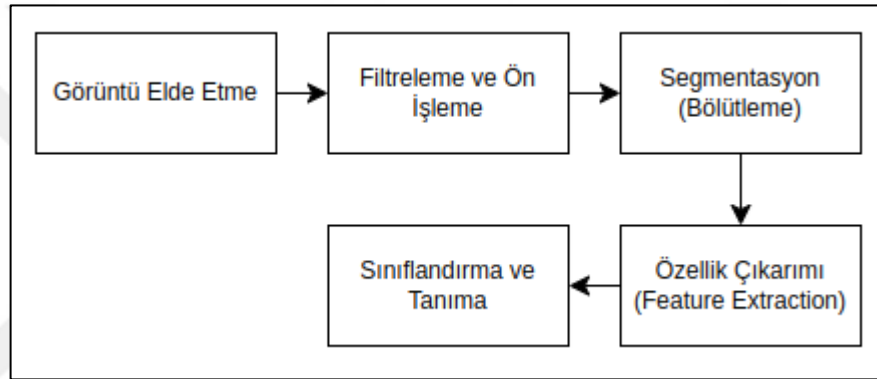 Görüntü Elde Etme
Filtreleme ve Ön
İşleme
Segmentasyon
(Bölütleme)
Özellik Çıkarımı
(Feature Extraction)
Sınıflandırma ve
Tanıma